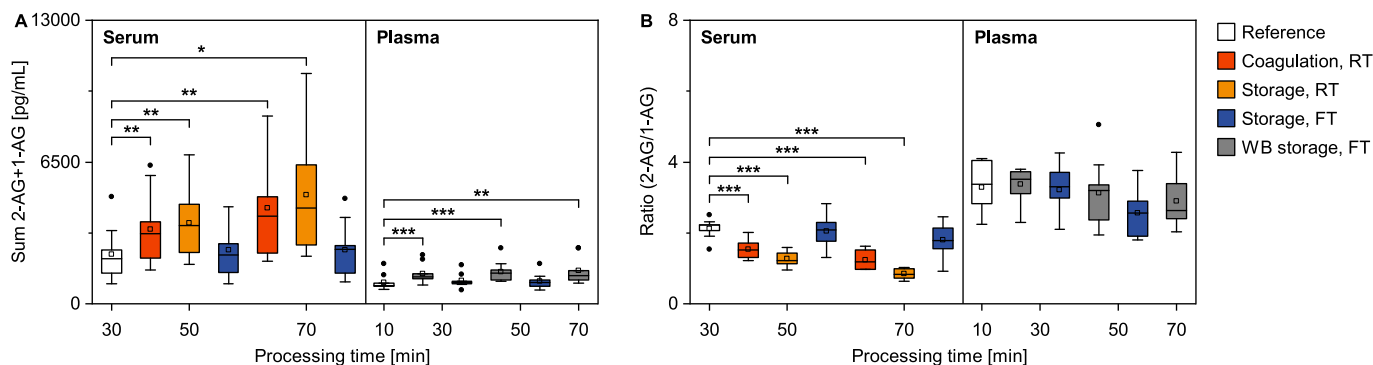 A
13000
Serum
Plasma
*
**
**
**
**
***
***
6500
0
Sum 2-AG+1-AG [pg/mL]
30
50
70
10
30
50
70
Processing time [min]
B
8
Serum
Plasma
***
***
***
***
4
0
Ratio (2-AG/1-AG)
30
50
70
10
30
50
70
Processing time [min]
Reference
Coagulation, RT
Storage, RT
Storage, FT
WB storage, FT